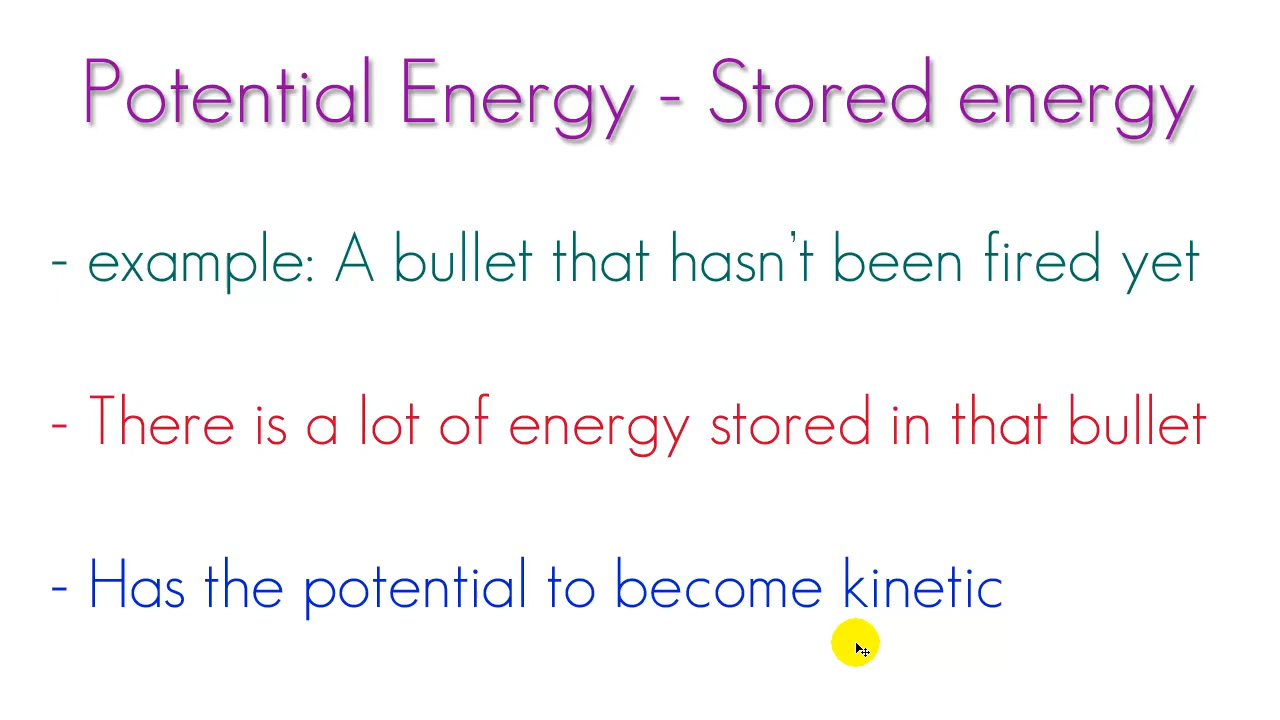 Potential Energy - Stored energy
- example: A bullet that hasn't been fired yet
- There is a lot of energy stored in that bullet
- Has the potential to become kinetic